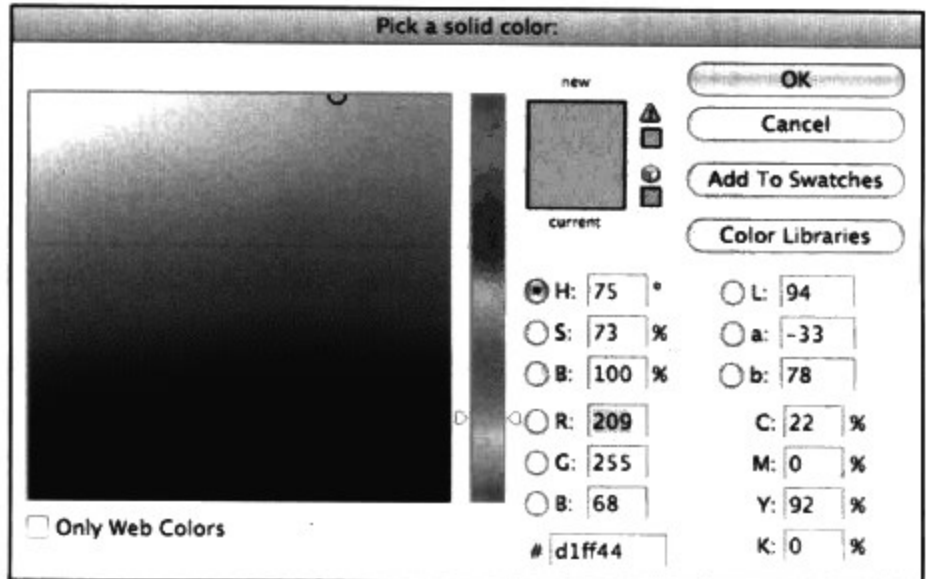 Pick a solid color:
new
current
OK
Cancel
Add To Swatches
Color Libraries
H: 75 °
S: 73 %
B: 100 %
R: 209
G: 255
B: 68
# d1ff44
L: 94
a: -33
b: 78
C: 22 %
M: 0 %
Y: 92 %
K: 0 %
Only Web Colors